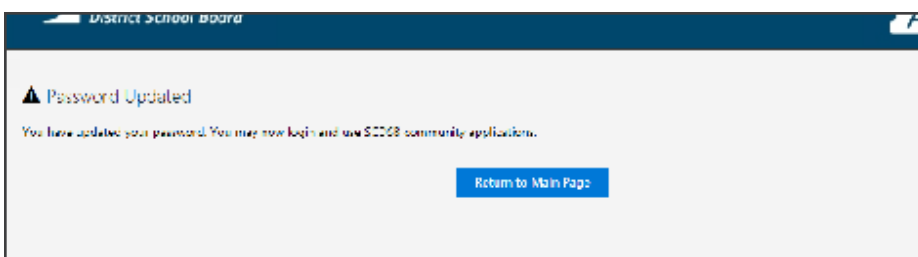 District School Board
Password Updated
You have updated your password. You may now login and use community applications.
Return to Main Page